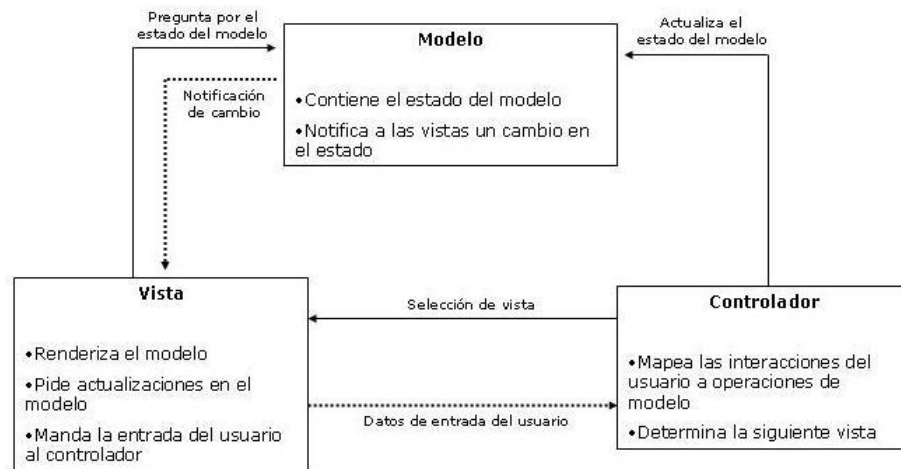 Pregunta por el
estado del modelo
Actualiza el
estado del modelo
Modelo
•Contiene el estado del modelo
•Notifica a las vistas un cambio en
el estado
Notificación
de cambio
Vista
•Renderiza el modelo
•Pide actualizaciones en el
modelo
•Manda la entrada del usuario
al controlador
Selección de vista
Datos de entrada del usuario
Controlador
•Mapea las interacciones del
usuario a operaciones de
modelo
•Determina la siguiente vista